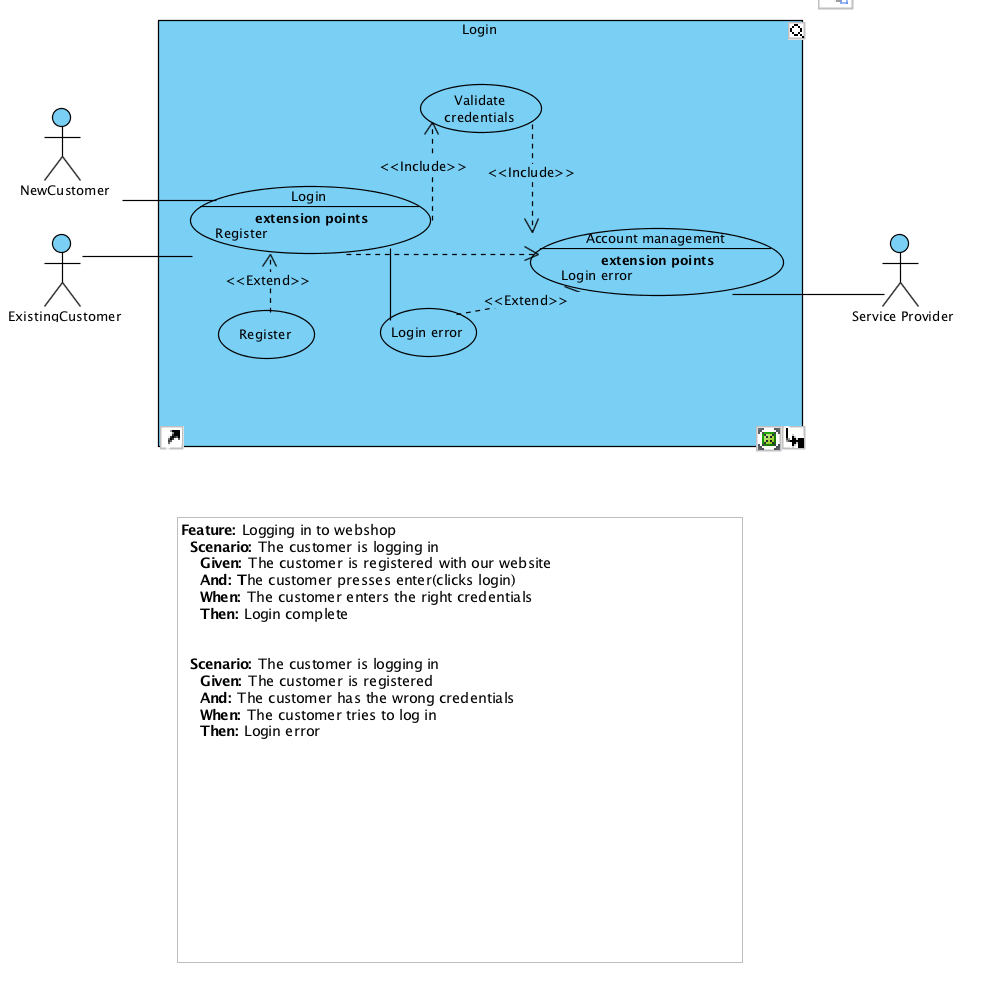 Login
Validate
credentials
<<Include>>
<<Include>>
NewCustomer
Login
extension points
Register
Account management
extension points
Login error
<<Extend>>
<<Extend>>
Register
Login error
ExistingCustomer
Service Provider
Feature: Logging in to webshop
Scenario: The customer is logging in
Given: The customer is registered with our website
And: The customer presses enter(clicks login)
When: The customer enters the right credentials
Then: Login complete
Scenario: The customer is logging in
Given: The customer is registered
And: The customer has the wrong credentials
When: The customer tries to log in
Then: Login error